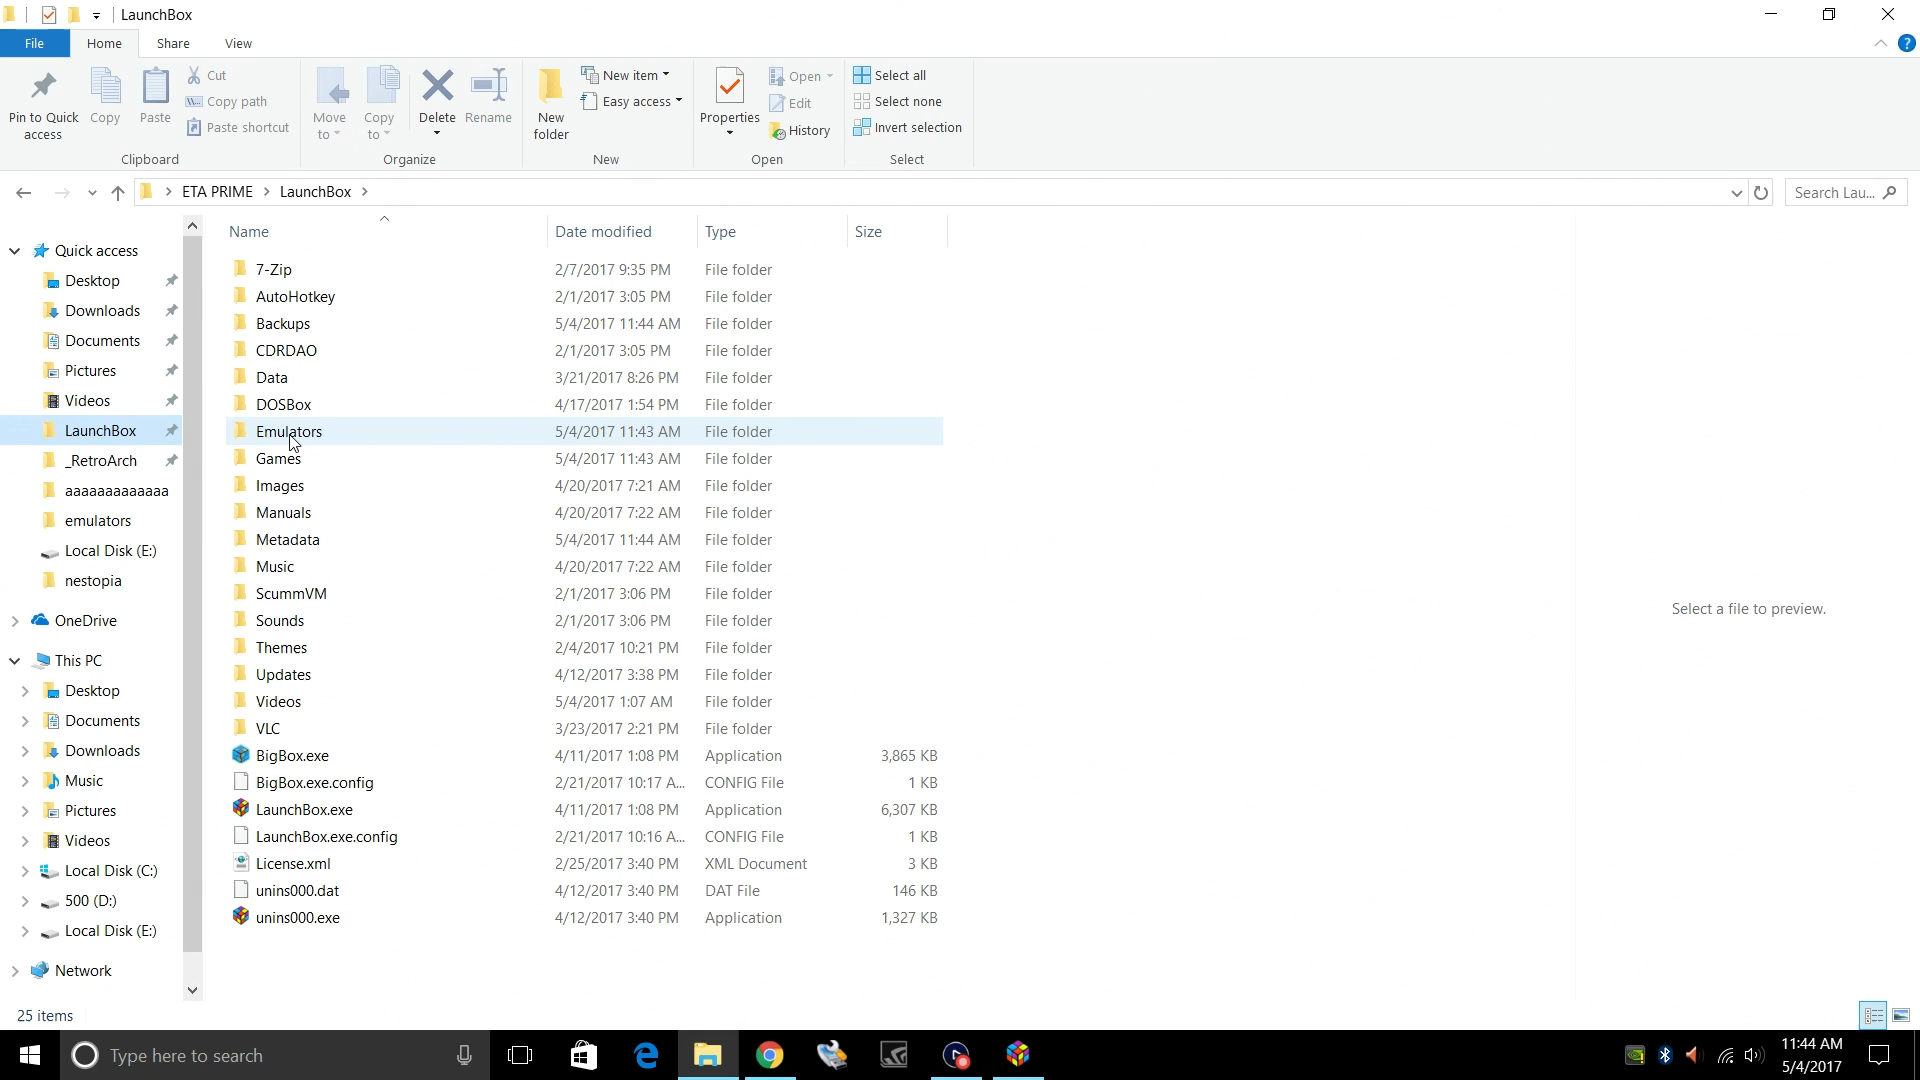 LaunchBox
File Home Share View
Pin to Quick access
Copy
Paste
Cut
Copy path
Paste shortcut
Clipboard
Move to
Copy to
Delete
Rename
Organize
New folder
New item
Easy access
New
Properties
Open
Edit
History
Open
Select all
Select none
Invert selection
Select
ETA PRIME LaunchBox
Search Lau...
Quick access
Desktop
Downloads
Documents
Pictures
Videos
LaunchBox
_RetroArch
aaaaaaaaaaaaa
emulators
Local Disk (E:)
nestopia
OneDrive
This PC
Desktop
Documents
Downloads
Music
Pictures
Videos
Local Disk (C:)
500 (D:)
Local Disk (E:)
Network
Name Date modified Type Size
7-Zip 2/7/2017 9:35 PM File folder
AutoHotkey 2/1/2017 3:05 PM File folder
Backups 5/4/2017 11:44 AM File folder
CDRDAO 2/1/2017 3:05 PM File folder
Data 3/21/2017 8:26 PM File folder
DOSBox 4/17/2017 1:54 PM File folder
Emulators 5/4/2017 11:43 AM File folder
Games 5/4/2017 11:43 AM File folder
Images 4/20/2017 7:21 AM File folder
Manuals 4/20/2017 7:22 AM File folder
Metadata 5/4/2017 11:44 AM File folder
Music 4/20/2017 7:22 AM File folder
ScummVM 2/1/2017 3:06 PM File folder
Sounds 2/1/2017 3:06 PM File folder
Themes 2/4/2017 10:21 PM File folder
Updates 4/12/2017 3:38 PM File folder
Videos 5/4/2017 1:07 AM File folder
VLC 3/23/2017 2:21 PM File folder
BigBox.exe 4/11/2017 1:08 PM Application 3,865 KB
BigBox.exe.config 2/21/2017 10:17 A... CONFIG File 1 KB
LaunchBox.exe 4/11/2017 1:08 PM Application 6,307 KB
LaunchBox.exe.config 2/21/2017 10:16 A... CONFIG File 1 KB
License.xml 2/25/2017 3:40 PM XML Document 3 KB
unins000.dat 4/12/2017 3:40 PM DAT File 146 KB
unins000.exe 4/12/2017 3:40 PM Application 1,327 KB
Select a file to preview.
25 items
Type here to search
11:44 AM
5/4/2017